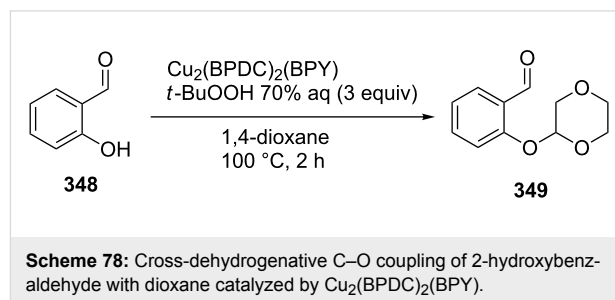 O
OH
348
Cu₂(BPDC)₂(BPY)
t-BuOOH 70% aq (3 equiv)
1,4-dioxane
100 °C, 2 h
O
O
O
O
349
Scheme 78: Cross-dehydrogenative C–O coupling of 2-hydroxybenz-
aldehyde with dioxane catalyzed by Cu₂(BPDC)₂(BPY).